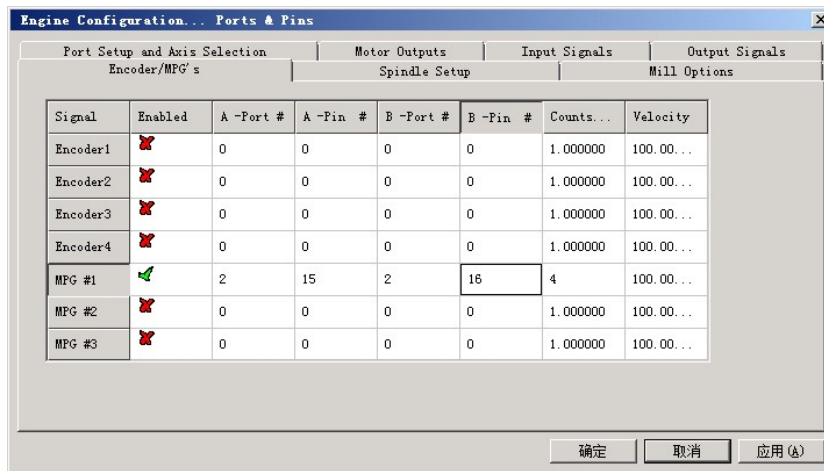 Engine Configuration... Ports & Pins
Port Setup and Axis Selection Motor Outputs Input Signals Output Signals
Encoder/MPG's Spindle Setup Mill Options
Signal Enabled A -Port # A -Pin # B -Port # B -Pin # Counts... Velocity
Encoder1 0 0 0 0 1.000000 100.00...
Encoder2 0 0 0 0 1.000000 100.00...
Encoder3 0 0 0 0 1.000000 100.00...
Encoder4 0 0 0 0 1.000000 100.00...
MPG #1 2 15 2 16 4 100.00...
MPG #2 0 0 0 0 1.000000 100.00...
MPG #3 0 0 0 0 1.000000 100.00...
确定 取消 应用(A)